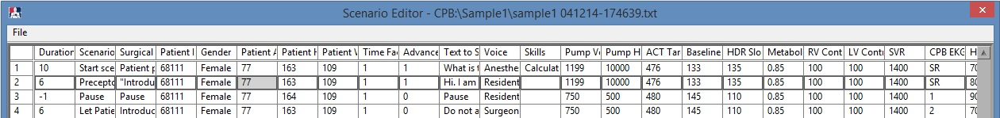 Scenario Editor - CPB:\Sample1\sample1 041214-174639.txt
File
Duration Scenario Surgical Patient I Gender Patient A Patient H Patient W Time Fac Advance Text to S Voice Skills Pump Vo Pump H ACT Tar Baseline HDR Slo Metabol RV Cont LV Contr SVR CPB EKG H
1 10 Start sce Patient p 68111 Female 77 163 109 1 1 What is t Anesthe Calculat 1199 10000 476 133 135 0.85 100 100 1400 SR 70
2 6 Precepto "Introdu 68111 Female 77 163 109 1 1 Hi. I am Resident 1199 10000 476 133 135 0.85 100 100 1400 SR 80
3 -1 Pause Pause 68111 Female 77 164 109 1 0 Pause Resident 750 500 480 145 110 0.85 100 100 1400 1 90
4 6 Let Patie Introduc 68111 Female 77 163 109 1 0 Do not a Surgeon 750 500 480 145 110 0.85 100 100 1400 2 70